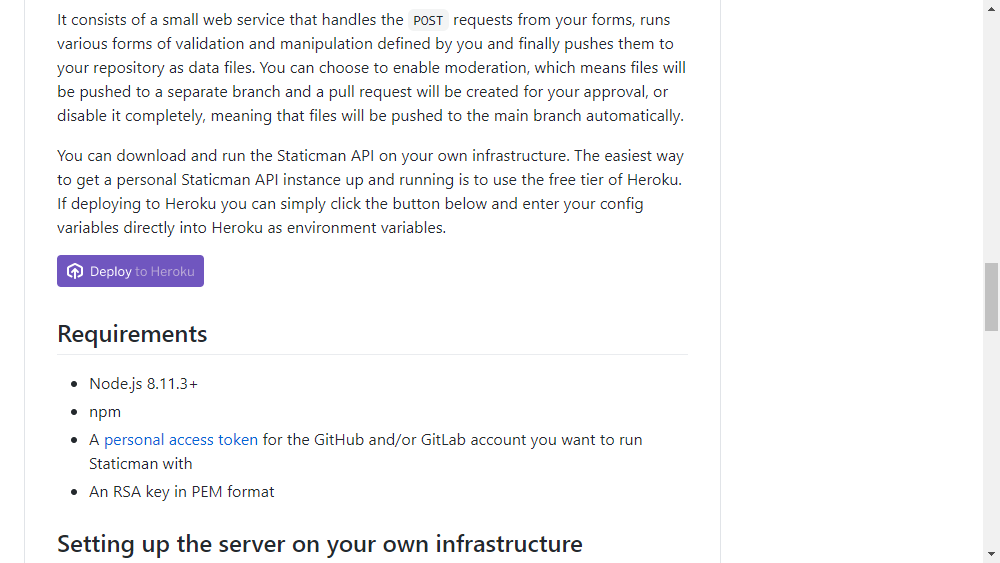 It consists of a small web service that handles the POST requests from your forms, runs
various forms of validation and manipulation defined by you and finally pushes them to
your repository as data files. You can choose to enable moderation, which means files will
be pushed to a separate branch and a pull request will be created for your approval, or
disable it completely, meaning that files will be pushed to the main branch automatically.
You can download and run the Staticman API on your own infrastructure. The easiest way
to get a personal Staticman API instance up and running is to use the free tier of Heroku.
If deploying to Heroku you can simply click the button below and enter your config
variables directly into Heroku as environment variables.
Deploy to Heroku
Requirements
Node.js 8.11.3+
npm
A personal access token for the GitHub and/or GitLab account you want to run
Staticman with
An RSA key in PEM format
Setting up the server on your own infrastructure